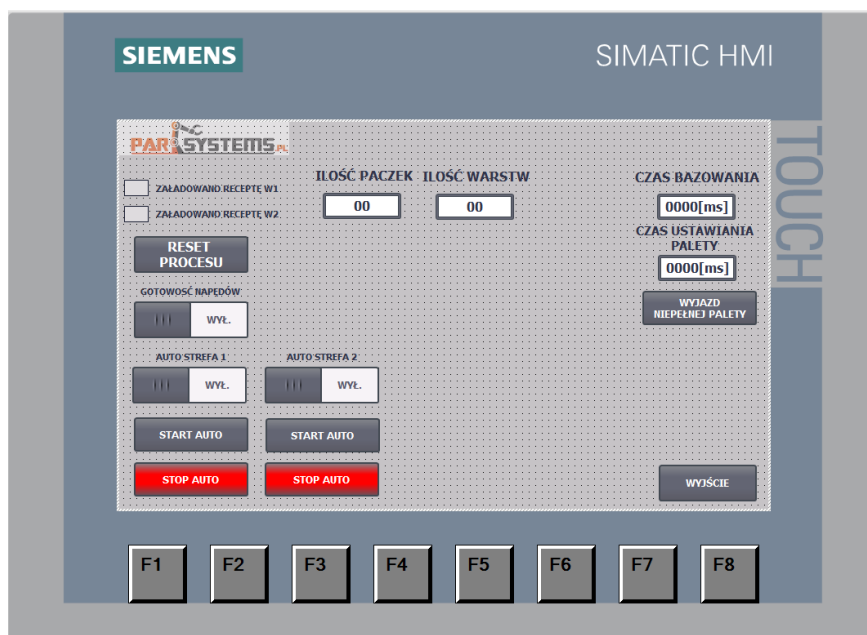 SIEMENS
SIMATIC HMI
TOUCH
PAR SYSTEMS.PL
ZAŁADOWANO RECEPTĘ W1
ZAŁADOWANO RECEPTĘ W2
ILOŚĆ PACZEK
00
ILOŚĆ WARSTW
00
CZAS BAZOWANIA
0000[ms]
CZAS USTAWIANIA
PALETY
0000[ms]
WYJAZD
NIEPEŁNEJ PALETY
RESET
PROCESU
GOTOWOŚĆ NAPĘDÓW
WYŁ.
AUTO STREFA 1
WYŁ.
AUTO STREFA 2
WYŁ.
START AUTO
START AUTO
STOP AUTO
STOP AUTO
WYJŚCIE
F1
F2
F3
F4
F5
F6
F7
F8